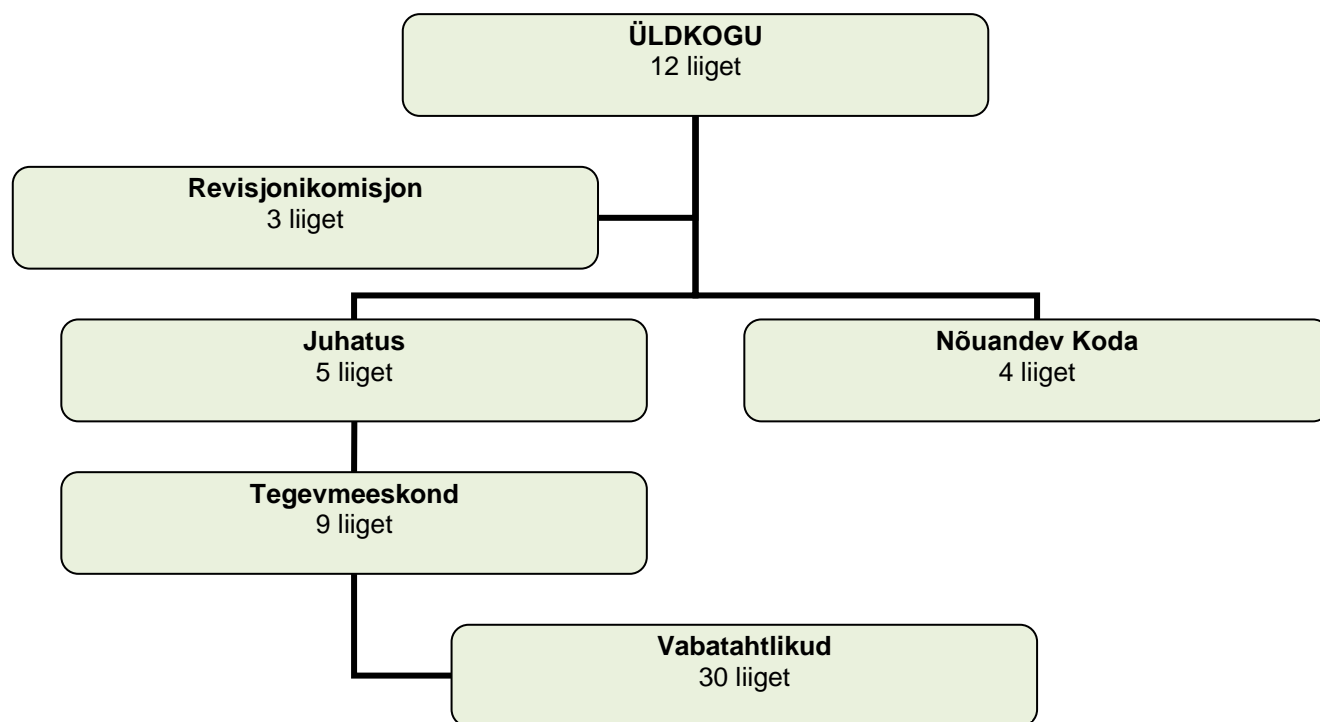 ÜLDKOGU
12 liiget
Revisjonikomisjon
3 liiget
Juhatus
5 liiget
Nõuandev Koda
4 liiget
Tegevmeeskond
9 liiget
Vabatahtlikud
30 liiget